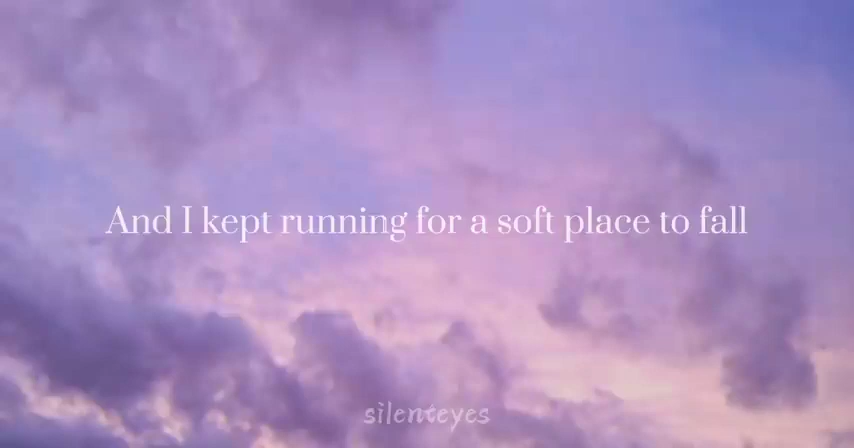 And I kept running for a soft place to fall
silenteyes